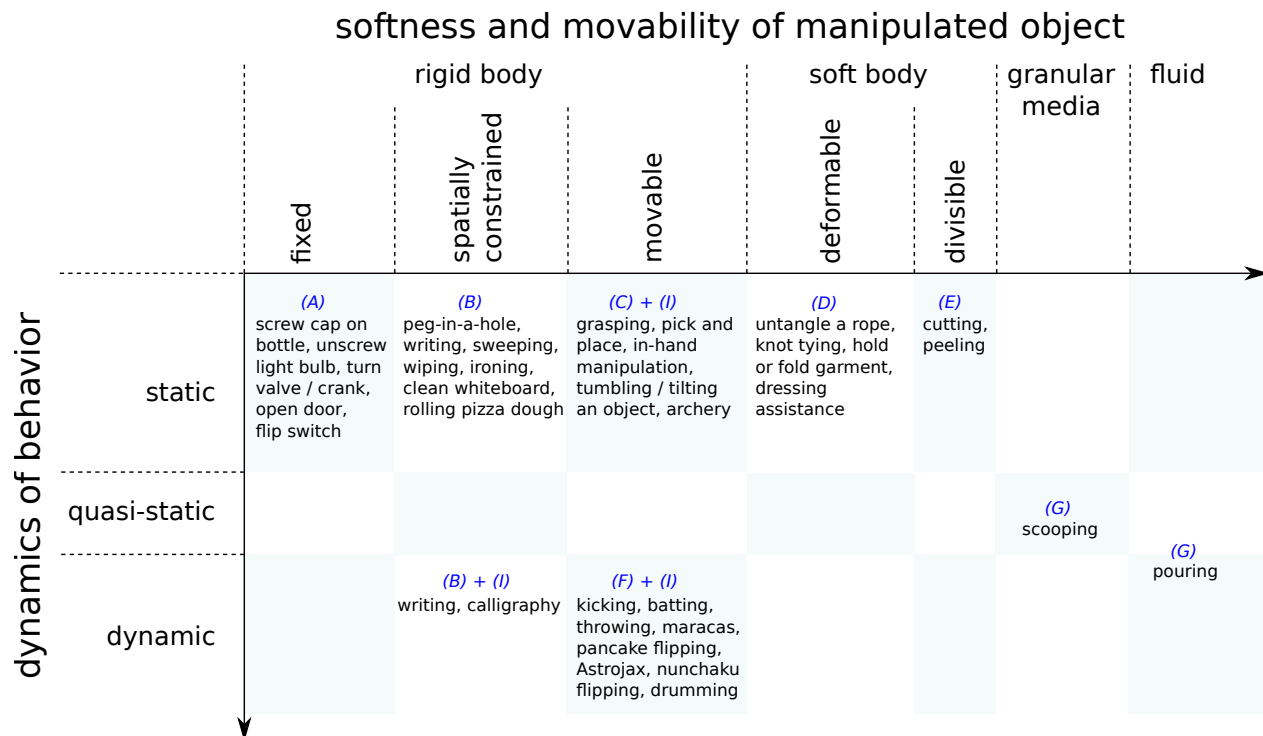 softness and movability of manipulated object
rigid body
soft body
granular
media
fluid
fixed
spatially
constrained
movable
deformable
divisible
dynamics of behavior
static
(A)
screw cap on
bottle, unscrew
light bulb, turn
valve / crank,
open door,
flip switch
(B)
peg-in-a-hole,
writing, sweeping,
wiping, ironing,
clean whiteboard,
rolling pizza dough
(C) + (I)
grasping, pick and
place, in-hand
manipulation,
tumbling / tilting
an object, archery
(D)
untangle a rope,
knot tying, hold
or fold garment,
dressing
assistance
(E)
cutting,
peeling
quasi-static
(G)
scooping
(G)
pouring
dynamic
(B) + (I)
writing, calligraphy
(F) + (I)
kicking, batting,
throwing, maracas,
pancake flipping,
Astrojax, nunchaku
flipping, drumming